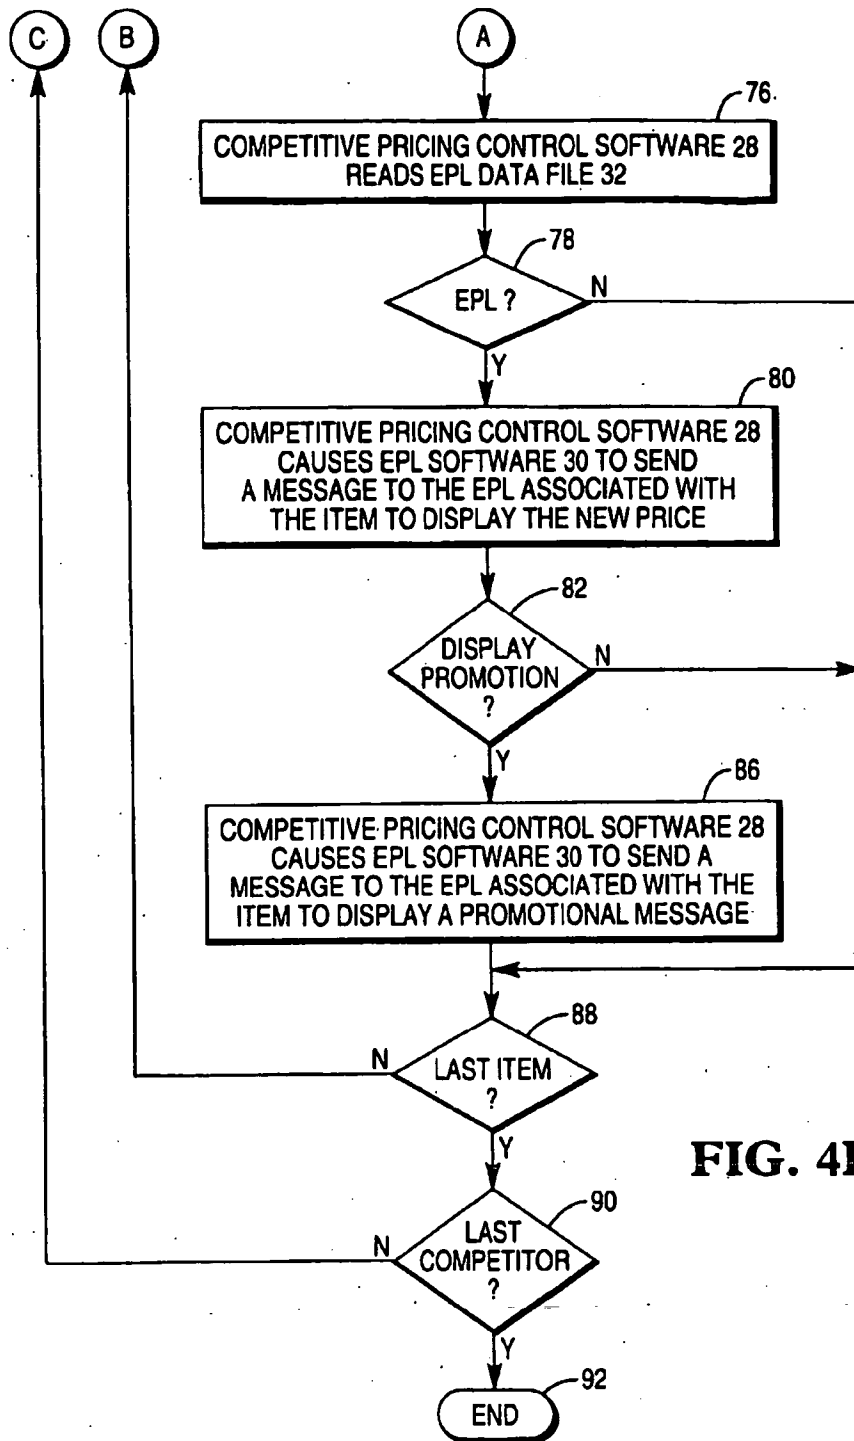 C
B
A
76
COMPETITIVE PRICING CONTROL SOFTWARE 28
READS EPL DATA FILE 32
78
EPL ?
N
Y
80
COMPETITIVE PRICING CONTROL SOFTWARE 28
CAUSES EPL SOFTWARE 30 TO SEND
A MESSAGE TO THE EPL ASSOCIATED WITH
THE ITEM TO DISPLAY THE NEW PRICE
82
DISPLAY
PROMOTION
?
N
Y
86
COMPETITIVE PRICING CONTROL SOFTWARE 28
CAUSES EPL SOFTWARE 30 TO SEND A
MESSAGE TO THE EPL ASSOCIATED WITH THE
ITEM TO DISPLAY A PROMOTIONAL MESSAGE
88
N
LAST ITEM
?
Y
FIG.
90
N
LAST
COMPETITOR
?
Y
92
END